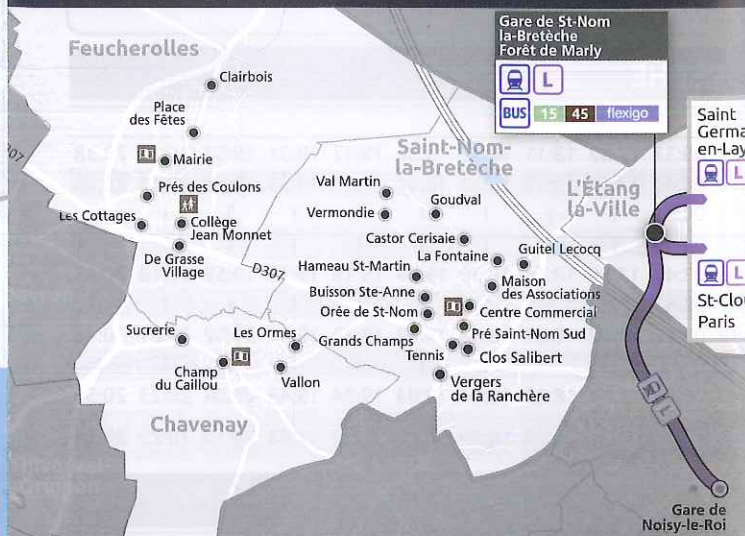 Gare de St-Nom
la-Bretèche
Forêt de Marly
L
BUS 15 45 flexigo
Feucherolles
Clairbois
Place
des Fêtes
Mairie
Prés des Coulons
Les Cottages
Collège
Jean Monnet
De Grasse
Village
D307
Saint-Nom-
la-Bretèche
Val Martin
Vermondie
Goudval
Castor Cerisaie
La Fontaine
Guitel Lecocq
Hameau St-Martin
Maison
des Associations
Buisson Ste-Anne
Centre Commercial
Orée de St-Nom
Pré Saint-Nom Sud
Grands Champs
Tennis
Clos Salibert
Vergers
de la Ranchère
Sucrerie
Les Ormes
Champ
du Caillou
Vallon
Chavenay
L'Étang
la-Ville
Saint
Germa
en-Lay
L
L
St-Clou
Paris
L
Gare de
Noisy-le-Roi